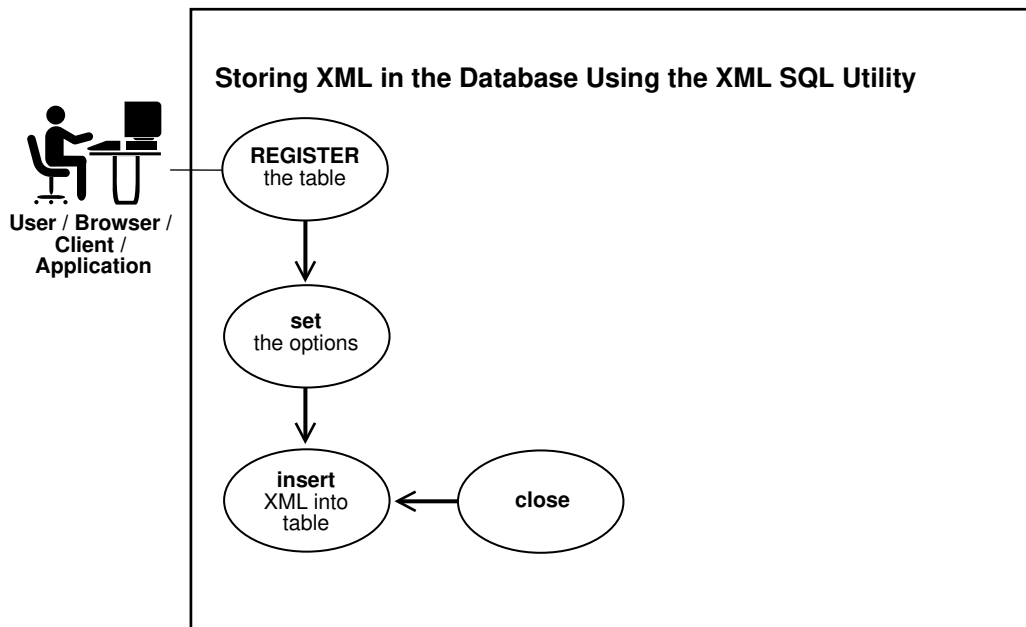 Storing XML in the Database Using the XML SQL Utility
User / Browser /
Client /
Application
REGISTER
the table
set
the options
insert
XML into
table
close